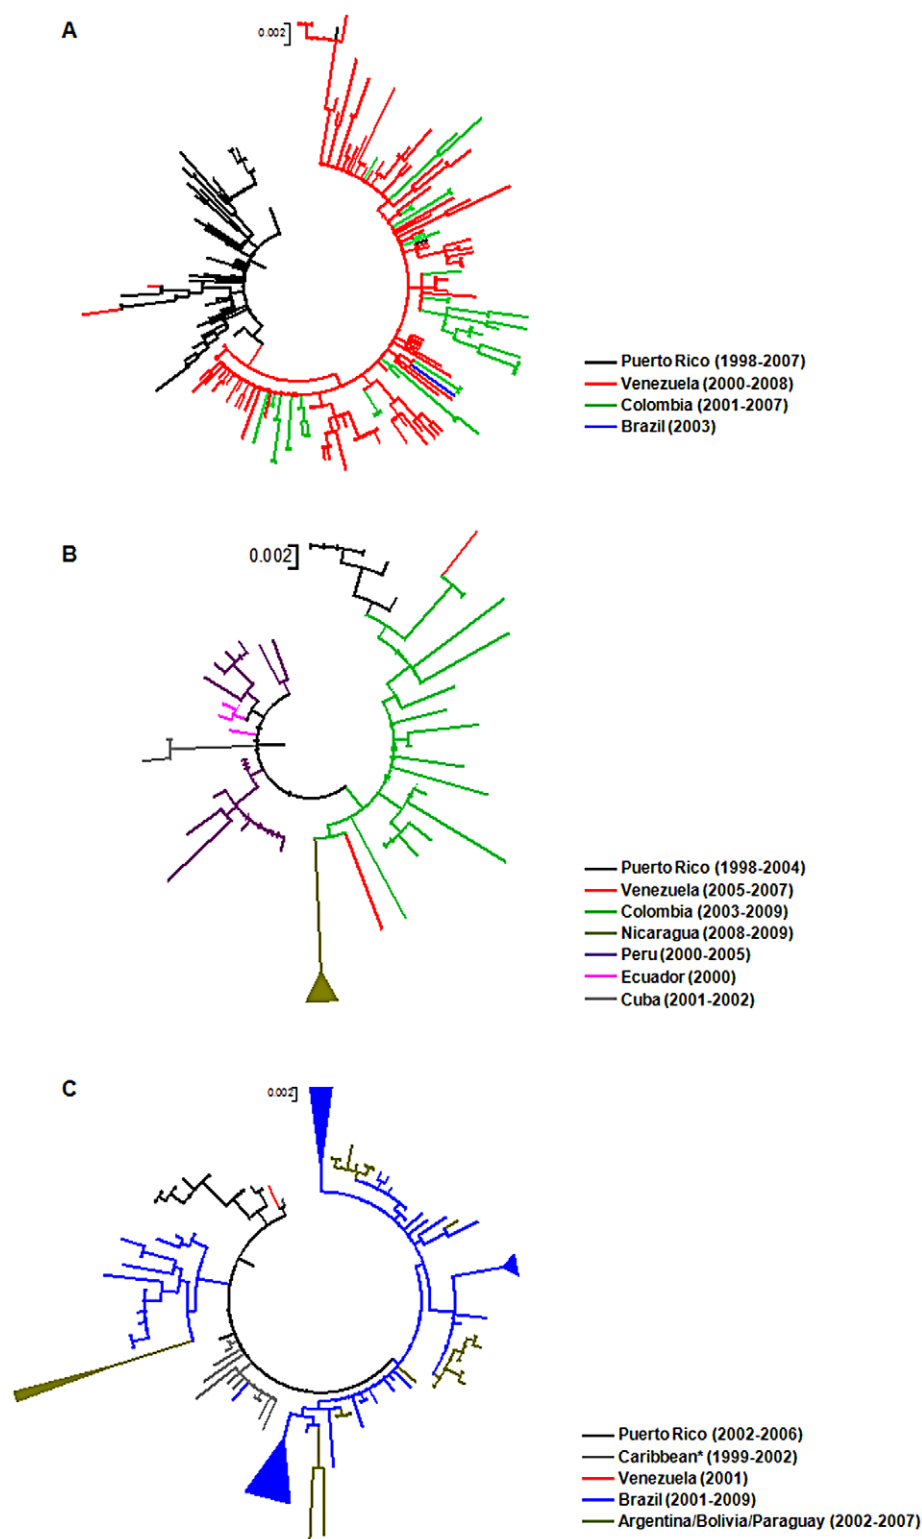 A
0.002
Puerto Rico (1998-2007)
Venezuela (2000-2008)
Colombia (2001-2007)
Brazil (2003)
B
0.002
Puerto Rico (1998-2004)
Venezuela (2005-2007)
Colombia (2003-2009)
Nicaragua (2008-2009)
Peru (2000-2005)
Ecuador (2000)
Cuba (2001-2002)
C
0.002
Puerto Rico (2002-2006)
Caribbean* (1999-2002)
Venezuela (2001)
Brazil (2001-2009)
Argentina/Bolivia/Paraguay (2002-2007)